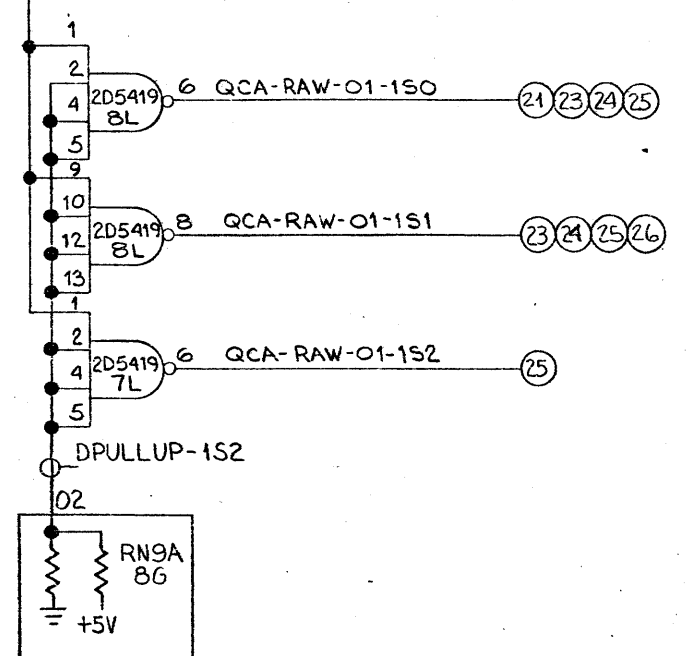 1
2
4
5
2D5419
8L
6 QCA-RAW-01-1S0
21 23 24 25
9
10
12
13
2D5419
8L
8 QCA-RAW-01-1S1
23 24 25 26
1
2
4
5
2D5419
7L
6 QCA-RAW-01-1S2
25
DPULLUP-1S2
02
RN9A
8G
+5V